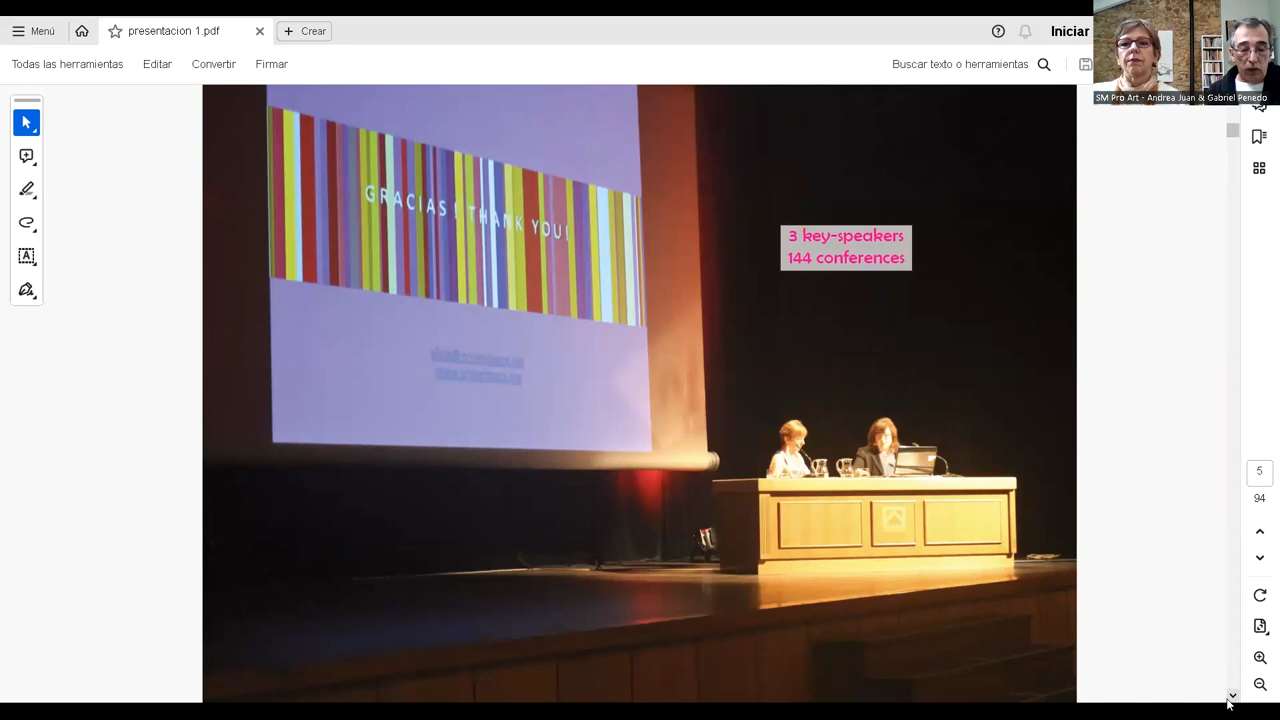 Menú
presentacion 1.pdf
Crear
Iniciar
Todas las herramientas
Editar
Convertir
Firmar
Buscar texto o herramientas
SM Pro Art - Andrea Juan & Gabriel Penedo
GRACIAS! THANK YOU!
3 key-speakers
144 conferences
5
94